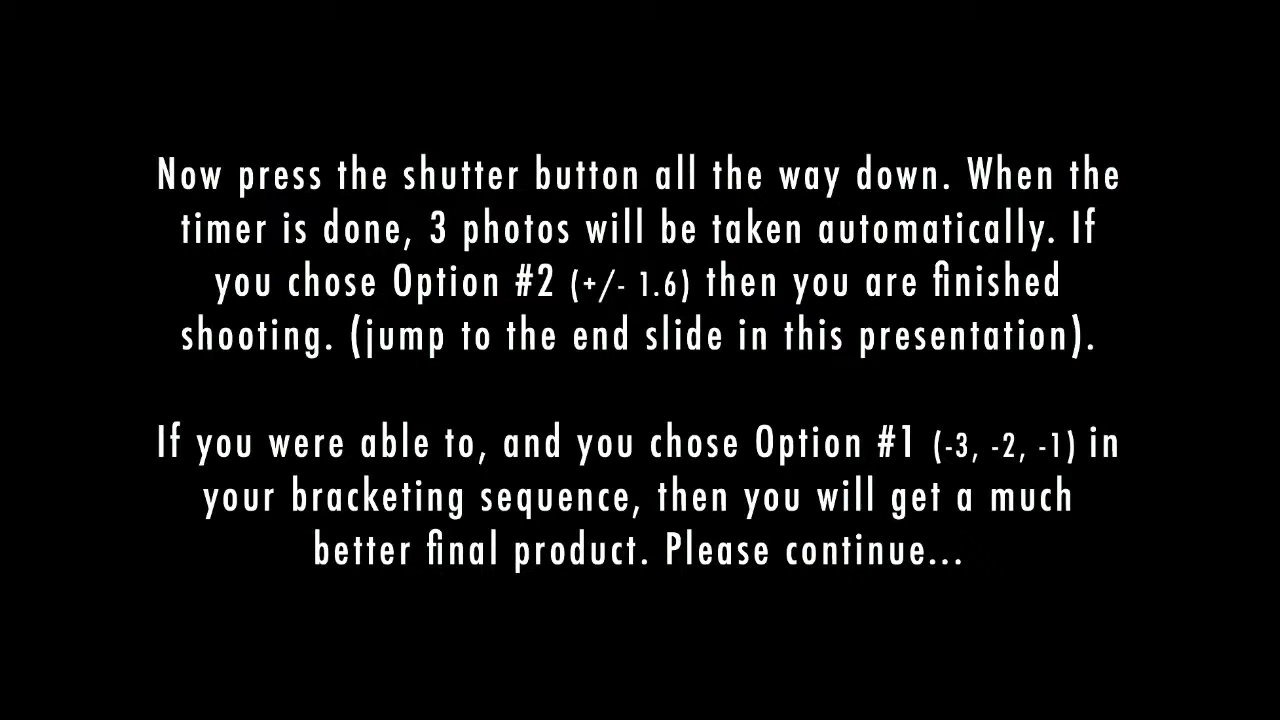 Now press the shutter button all the way down. When the
timer is done, 3 photos will be taken automatically. If
you chose Option #2 (+/- 1.6) then you are finished
shooting. (jump to the end slide in this presentation).
If you were able to, and you chose Option #1 (-3, -2, -1) in
your bracketing sequence, then you will get a much
better final product. Please continue...